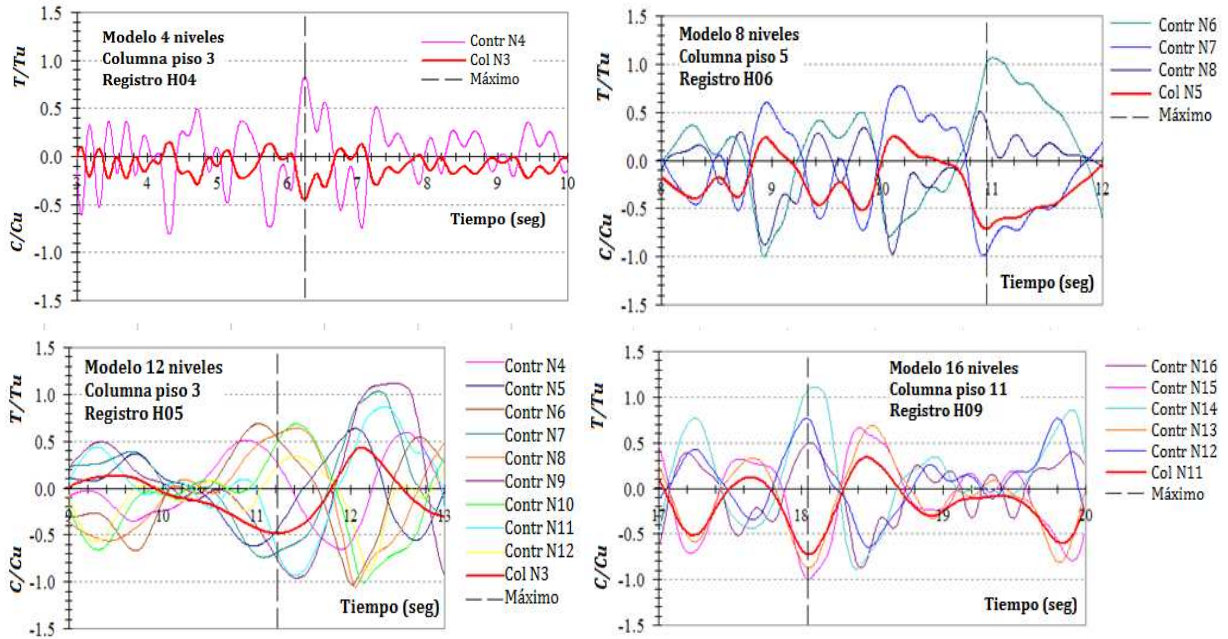 1.5
1.0
0.5
0.0
-0.5
-1.0
-1.5
T/Tu
C/Cu
Modelo 4 niveles
Columna piso 3
Registro H04
Contr N4
Col N3
Máximo
4
5
6
7
8
9
10
Tiempo (seg)
1.5
1.0
0.5
0.0
-0.5
-1.0
-1.5
T/Tu
C/Cu
Modelo 8 niveles
Columna piso 5
Registro H06
Contr N6
Contr N7
Contr N8
Col N5
Máximo
8
9
10
11
12
Tiempo (seg)
1.5
1.0
0.5
0.0
-0.5
-1.0
-1.5
T/Tu
C/Cu
Modelo 12 niveles
Columna piso 3
Registro H05
Contr N4
Contr N5
Contr N6
Contr N7
Contr N8
Contr N9
Contr N10
Contr N11
Contr N12
Col N3
Máximo
9
10
11
12
13
Tiempo (seg)
1.5
1.0
0.5
0.0
-0.5
-1.0
-1.5
T/Tu
C/Cu
Modelo 16 niveles
Columna piso 11
Registro H09
Contr N16
Contr N15
Contr N14
Contr N13
Contr N12
Col N11
Máximo
17
18
19
20
Tiempo (seg)